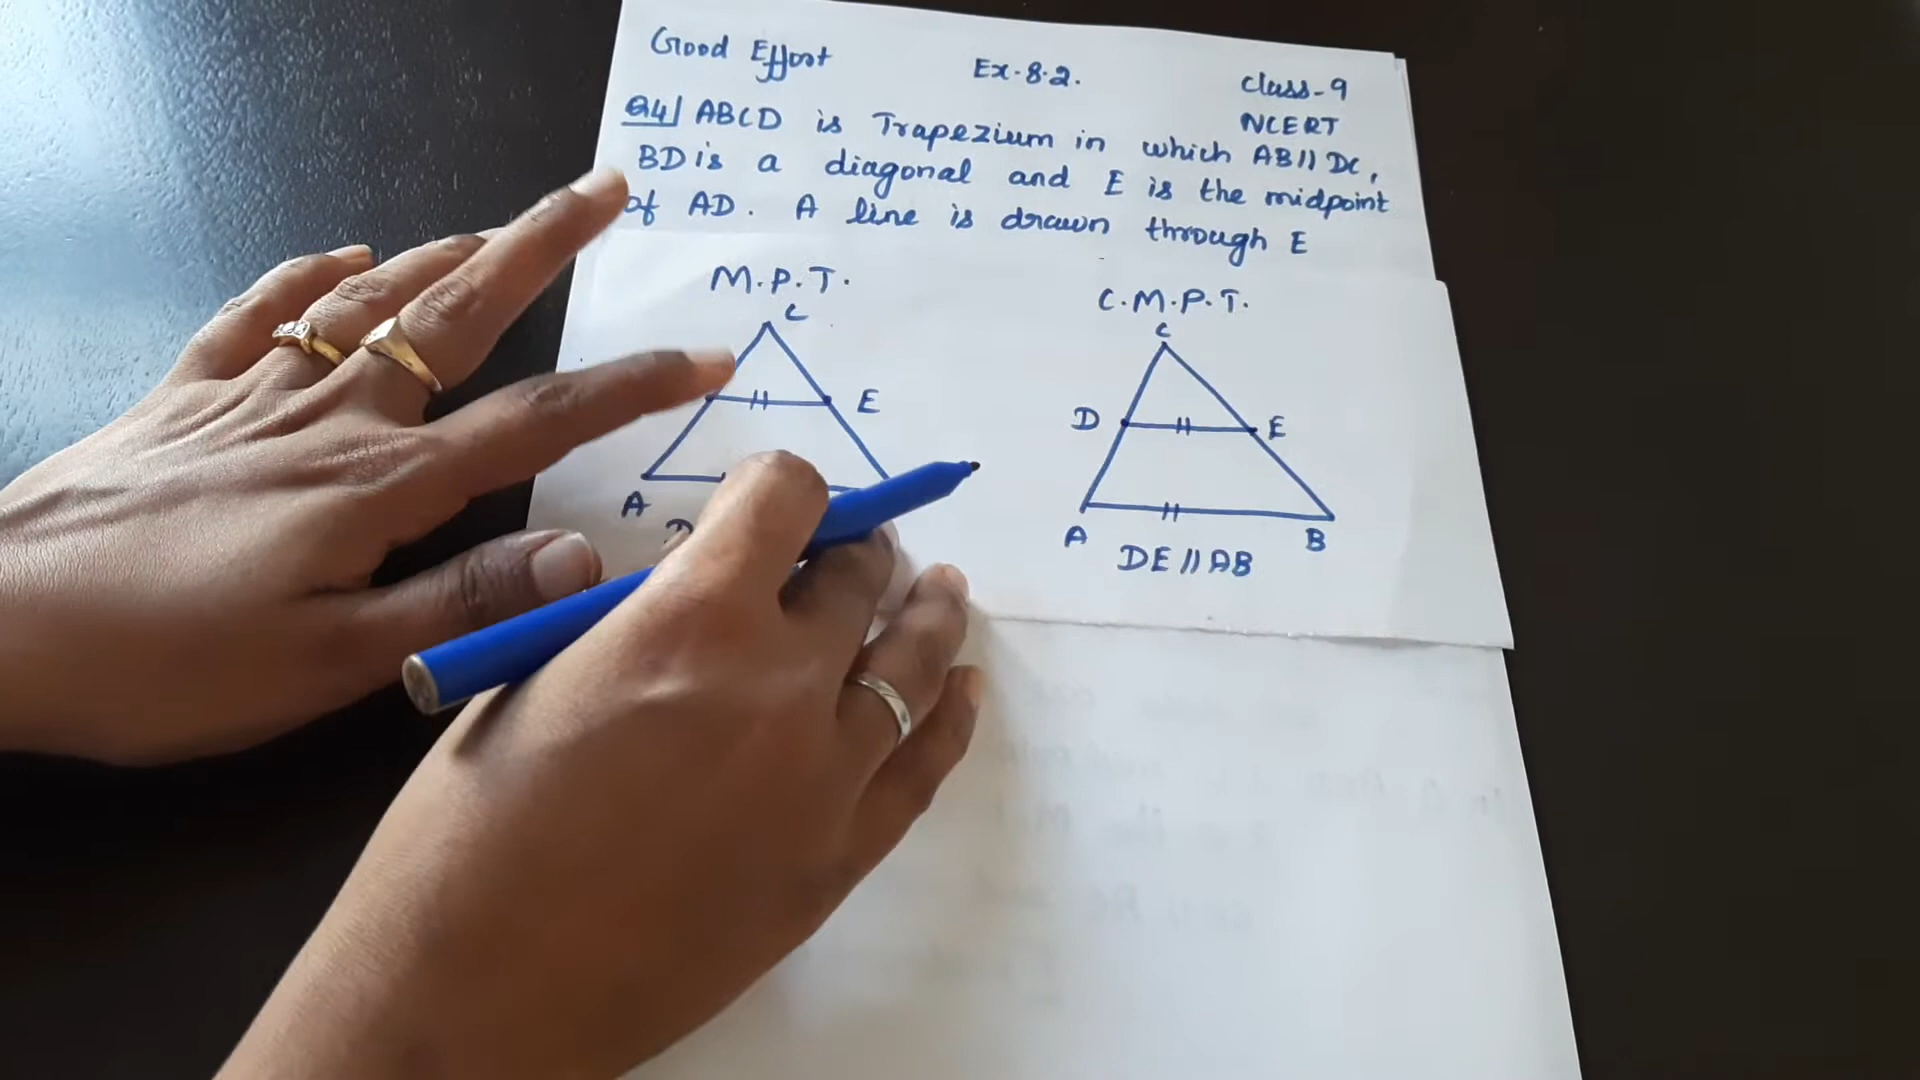 Good Effort Ex.8.2. Class-9
NCERT
Q4| ABCD is Trapezium in which AB||DC,
BD is a diagonal and E is the midpoint
of AD. A line is drawn through E
M.P.T. C.M.P.T.
C C
E D E
A A B
D DE||AB